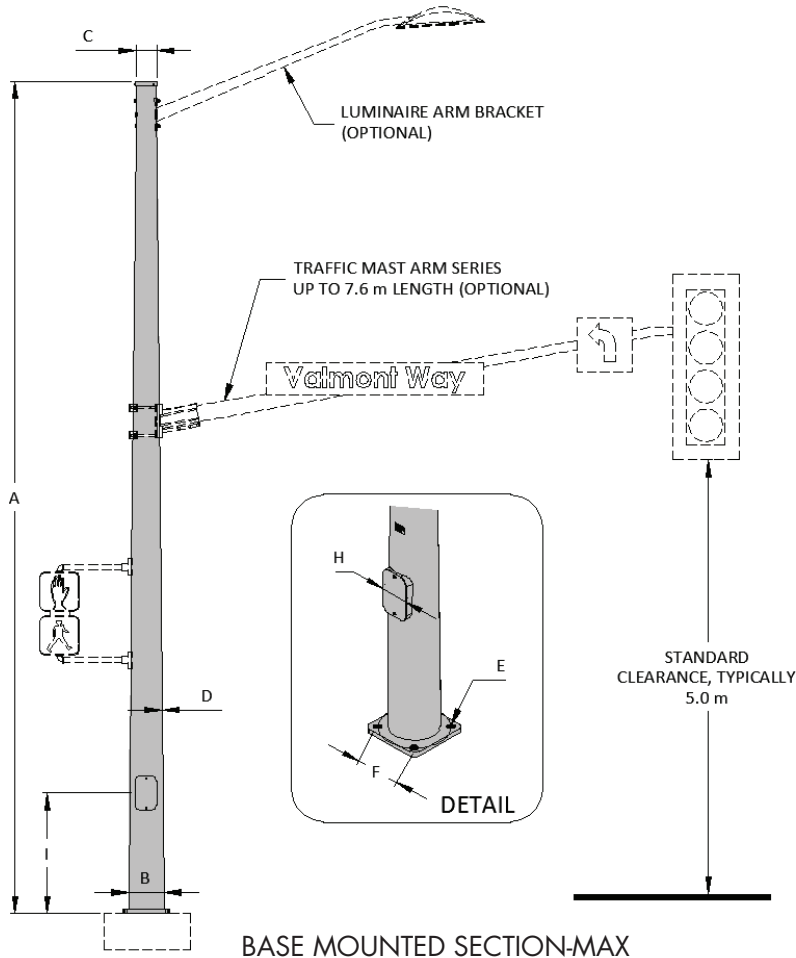 C
LUMINAIRE ARM BRACKET
(OPTIONAL)
TRAFFIC MAST ARM SERIES
UP TO 7.6 m LENGTH (OPTIONAL)
Valmont Way
A
H
E
STANDARD
CLEARANCE, TYPICALLY
5.0 m
D
F
DETAIL
I
B
BASE MOUNTED SECTION-MAX